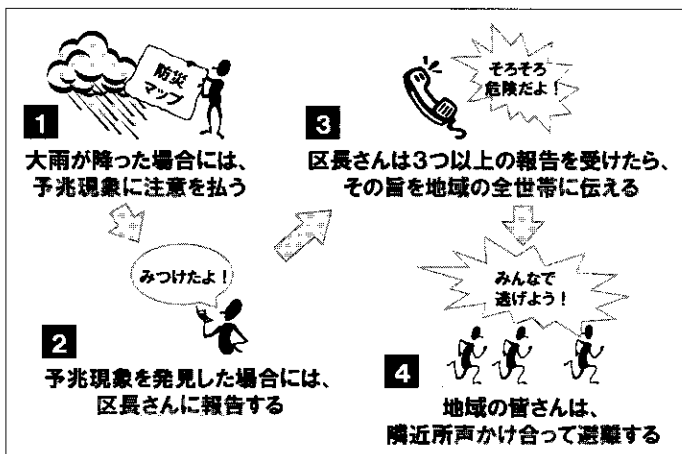 防災
マップ
1
大雨が降った場合には、
予兆現象に注意を払う
みつけたよ！
2
予兆現象を発見した場合には、
区長さんに報告する
そろそろ
危険だよ！
3
区長さんは3つ以上の報告を受けたら、
その旨を地域の全世帯に伝える
みんなで
逃げよう！
4
地域の皆さんは、
隣近所声かけ合って避難する